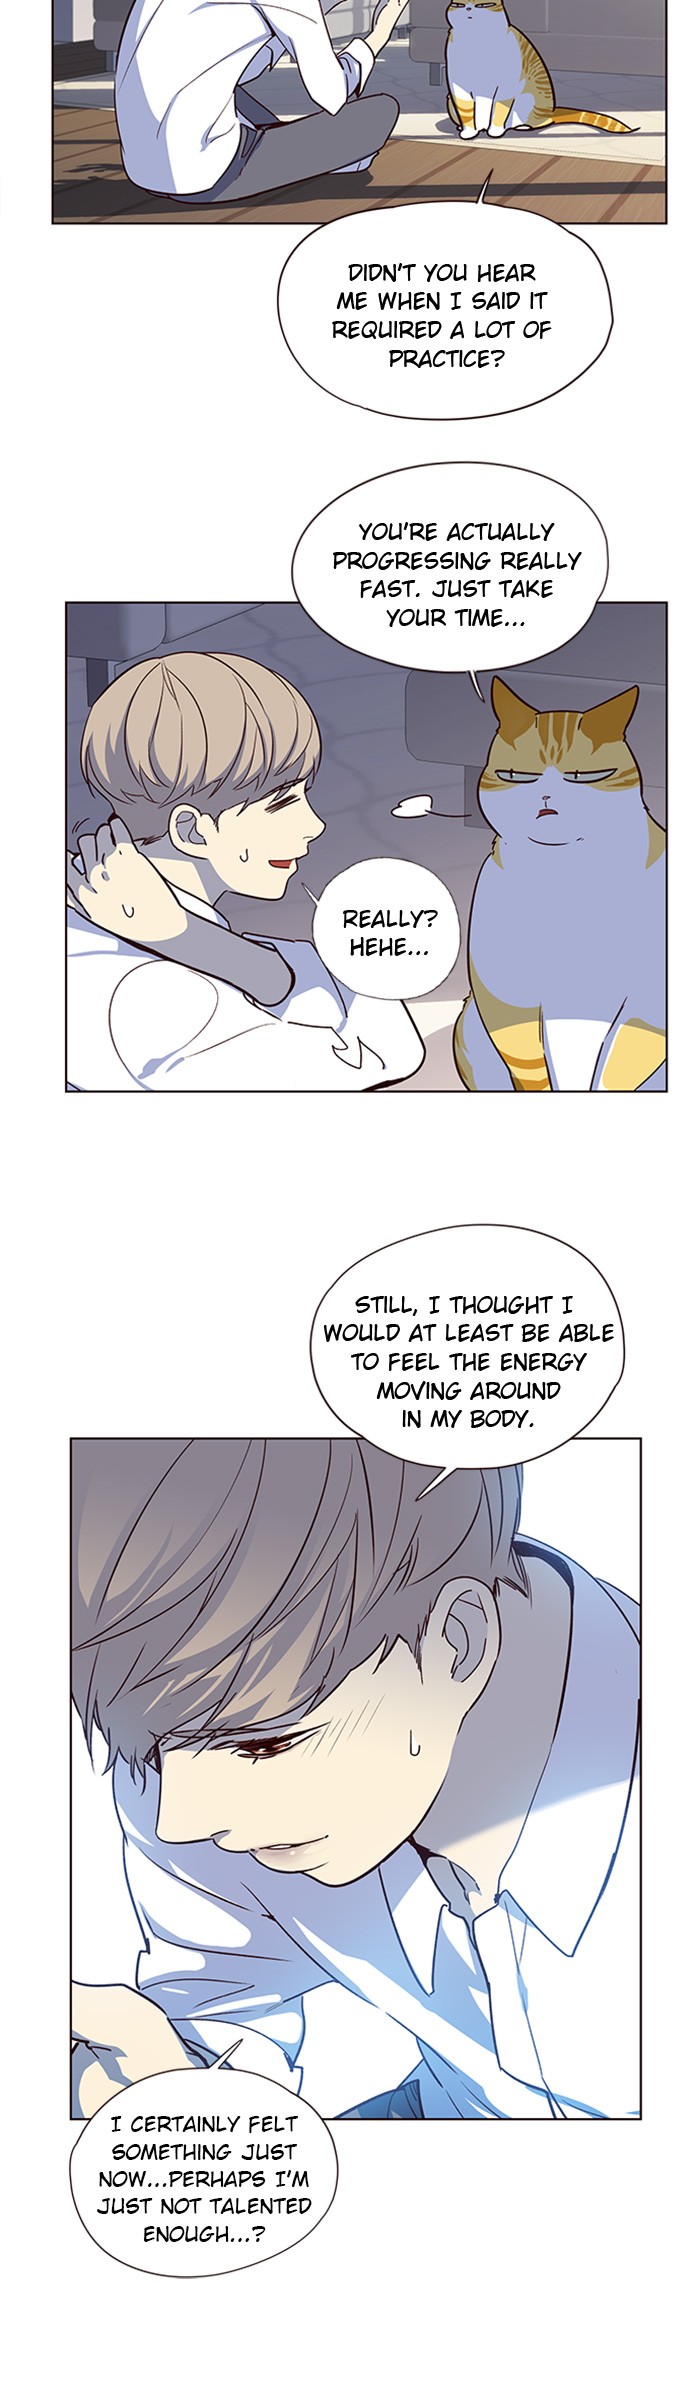 DIDN'T YOU HEAR
ME WHEN I SAID IT
REQUIRED A LOT OF
PRACTICE?
YOU'RE ACTUALLY
PROGRESSING REALLY
FAST. JUST TAKE
YOUR TIME...
REALLY?
HEHE...
STILL, I THOUGHT I
WOULD AT LEAST BE ABLE
TO FEEL THE ENERGY
MOVING AROUND
IN MY BODY.
I CERTAINLY FELT
SOMETHING JUST
NOW...PERHAPS I'M
JUST NOT TALENTED
ENOUGH...?